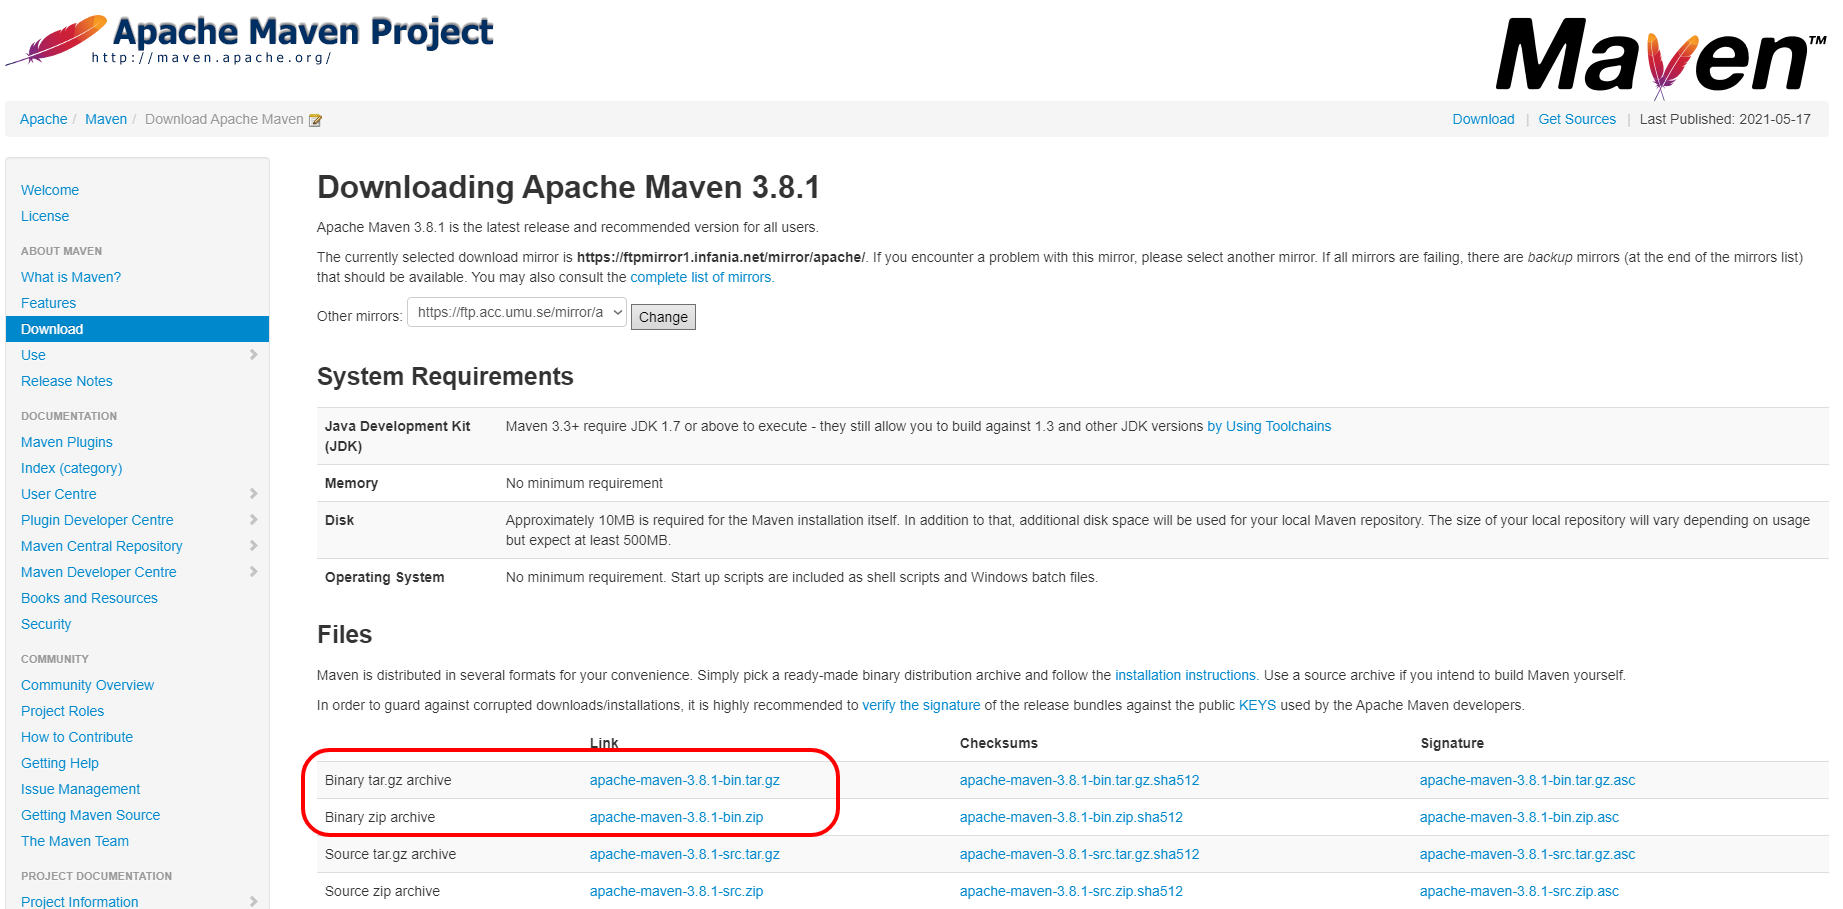 Apache Maven Project
http://maven.apache.org/
Maven™
Apache / Maven / Download Apache Maven
Download | Get Sources | Last Published: 2021-05-17
Welcome
License
ABOUT MAVEN
What is Maven?
Features
Download
Use
Release Notes
DOCUMENTATION
Maven Plugins
Index (category)
User Centre
Plugin Developer Centre
Maven Central Repository
Maven Developer Centre
Books and Resources
Security
COMMUNITY
Community Overview
Project Roles
How to Contribute
Getting Help
Issue Management
Getting Maven Source
The Maven Team
PROJECT DOCUMENTATION
Project Information
Downloading Apache Maven 3.8.1
Apache Maven 3.8.1 is the latest release and recommended version for all users.
The currently selected download mirror is https://ftpmirror1.infania.net/mirror/apache/. If you encounter a problem with this mirror, please select another mirror. If all mirrors are failing, there are backup mirrors (at the end of the mirrors list)
that should be available. You may also consult the complete list of mirrors.
Other mirrors: https://ftp.acc.umu.se/mirror/a Change
System Requirements
Java Development Kit Maven 3.3+ require JDK 1.7 or above to execute - they still allow you to build against 1.3 and other JDK versions by Using Toolchains
(JDK)
Memory No minimum requirement
Disk Approximately 10MB is required for the Maven installation itself. In addition to that, additional disk space will be used for your local Maven repository. The size of your local repository will vary depending on usage
but expect at least 500MB.
Operating System No minimum requirement. Start up scripts are included as shell scripts and Windows batch files.
Files
Maven is distributed in several formats for your convenience. Simply pick a ready-made binary distribution archive and follow the installation instructions. Use a source archive if you intend to build Maven yourself.
In order to guard against corrupted downloads/installations, it is highly recommended to verify the signature of the release bundles against the public KEYS used by the Apache Maven developers.
Link Checksums Signature
Binary tar.gz archive apache-maven-3.8.1-bin.tar.gz apache-maven-3.8.1-bin.tar.gz.sha512 apache-maven-3.8.1-bin.tar.gz.asc
Binary zip archive apache-maven-3.8.1-bin.zip apache-maven-3.8.1-bin.zip.sha512 apache-maven-3.8.1-bin.zip.asc
Source tar.gz archive apache-maven-3.8.1-src.tar.gz apache-maven-3.8.1-src.tar.gz.sha512 apache-maven-3.8.1-src.tar.gz.asc
Source zip archive apache-maven-3.8.1-src.zip apache-maven-3.8.1-src.zip.sha512 apache-maven-3.8.1-src.zip.asc